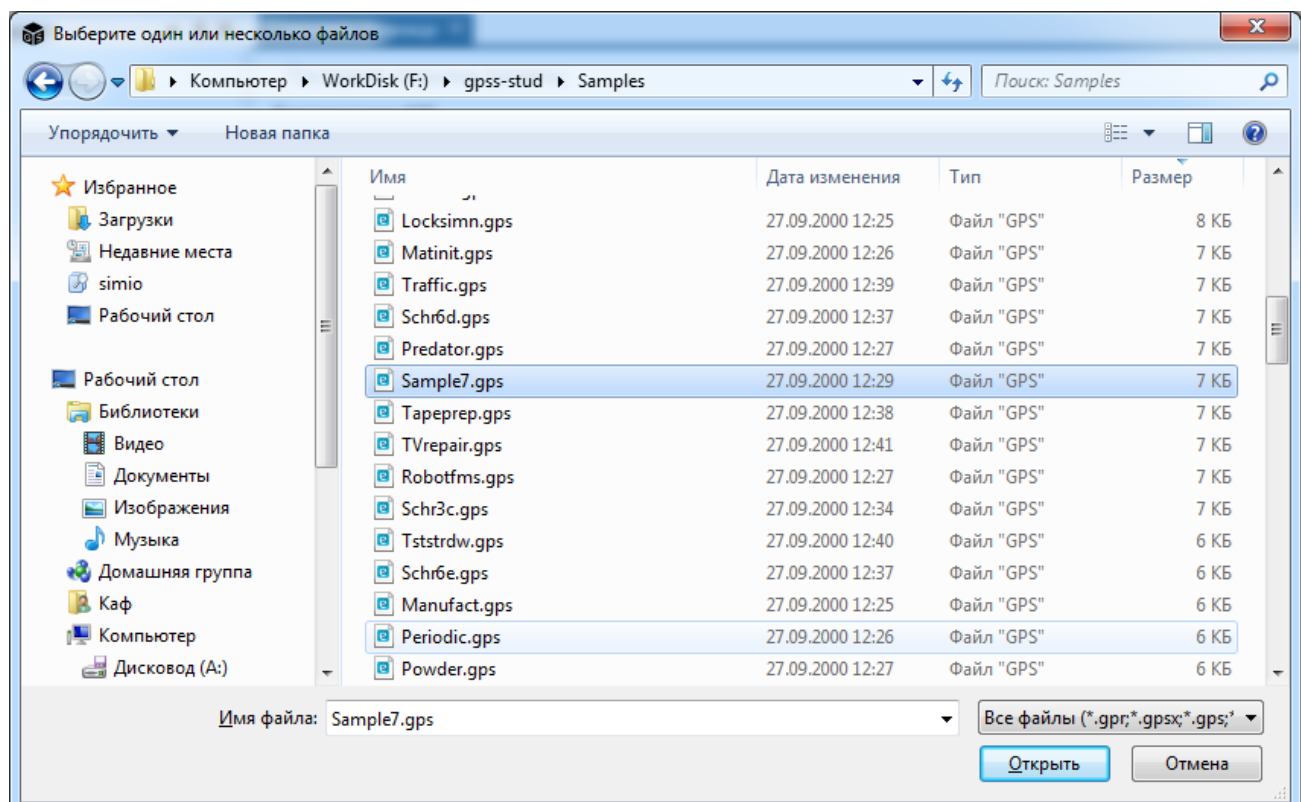 Выберите один или несколько файлов
Компьютер WorkDisk (F:) gpss-stud Samples
Поиск: Samples
Упорядочить Новая папка
Избранное
Загрузки
Недавние места
simio
Рабочий стол
Рабочий стол
Библиотеки
Видео
Документы
Изображения
Музыка
Домашняя группа
Каф
Компьютер
Дисковод (A:)
Имя Дата изменения Тип Размер
Locksimn.gps 27.09.2000 12:25 Файл "GPS" 8 КБ
Matinit.gps 27.09.2000 12:26 Файл "GPS" 7 КБ
Traffic.gps 27.09.2000 12:39 Файл "GPS" 7 КБ
Schr6d.gps 27.09.2000 12:37 Файл "GPS" 7 КБ
Predator.gps 27.09.2000 12:27 Файл "GPS" 7 КБ
Sample7.gps 27.09.2000 12:29 Файл "GPS" 7 КБ
Tapeprep.gps 27.09.2000 12:38 Файл "GPS" 7 КБ
TVrepair.gps 27.09.2000 12:41 Файл "GPS" 7 КБ
Robotfms.gps 27.09.2000 12:27 Файл "GPS" 7 КБ
Schr3c.gps 27.09.2000 12:34 Файл "GPS" 7 КБ
Tststrdw.gps 27.09.2000 12:40 Файл "GPS" 6 КБ
Schr6e.gps 27.09.2000 12:37 Файл "GPS" 6 КБ
Manufact.gps 27.09.2000 12:25 Файл "GPS" 6 КБ
Periodic.gps 27.09.2000 12:26 Файл "GPS" 6 КБ
Powder.gps 27.09.2000 12:27 Файл "GPS" 6 КБ
Имя файла: Sample7.gps
Все файлы (*.gpr;*.gpsx;*.gps;*
Открыть Отмена